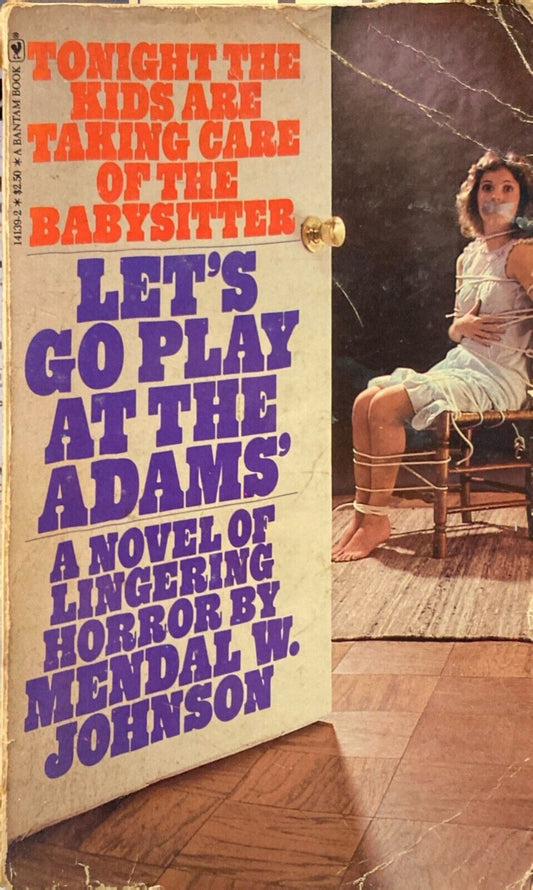 14139-2 ★ $2.50 ★ A BANTAM BOOK
TONIGHT THE
KIDS ARE
TAKING CARE
OF THE
BABYSITTER
LET'S
GO PLAY
AT THE
ADAMS'
A NOVEL OF
LINGERING
HORROR BY
MENDAL W.
JOHNSON